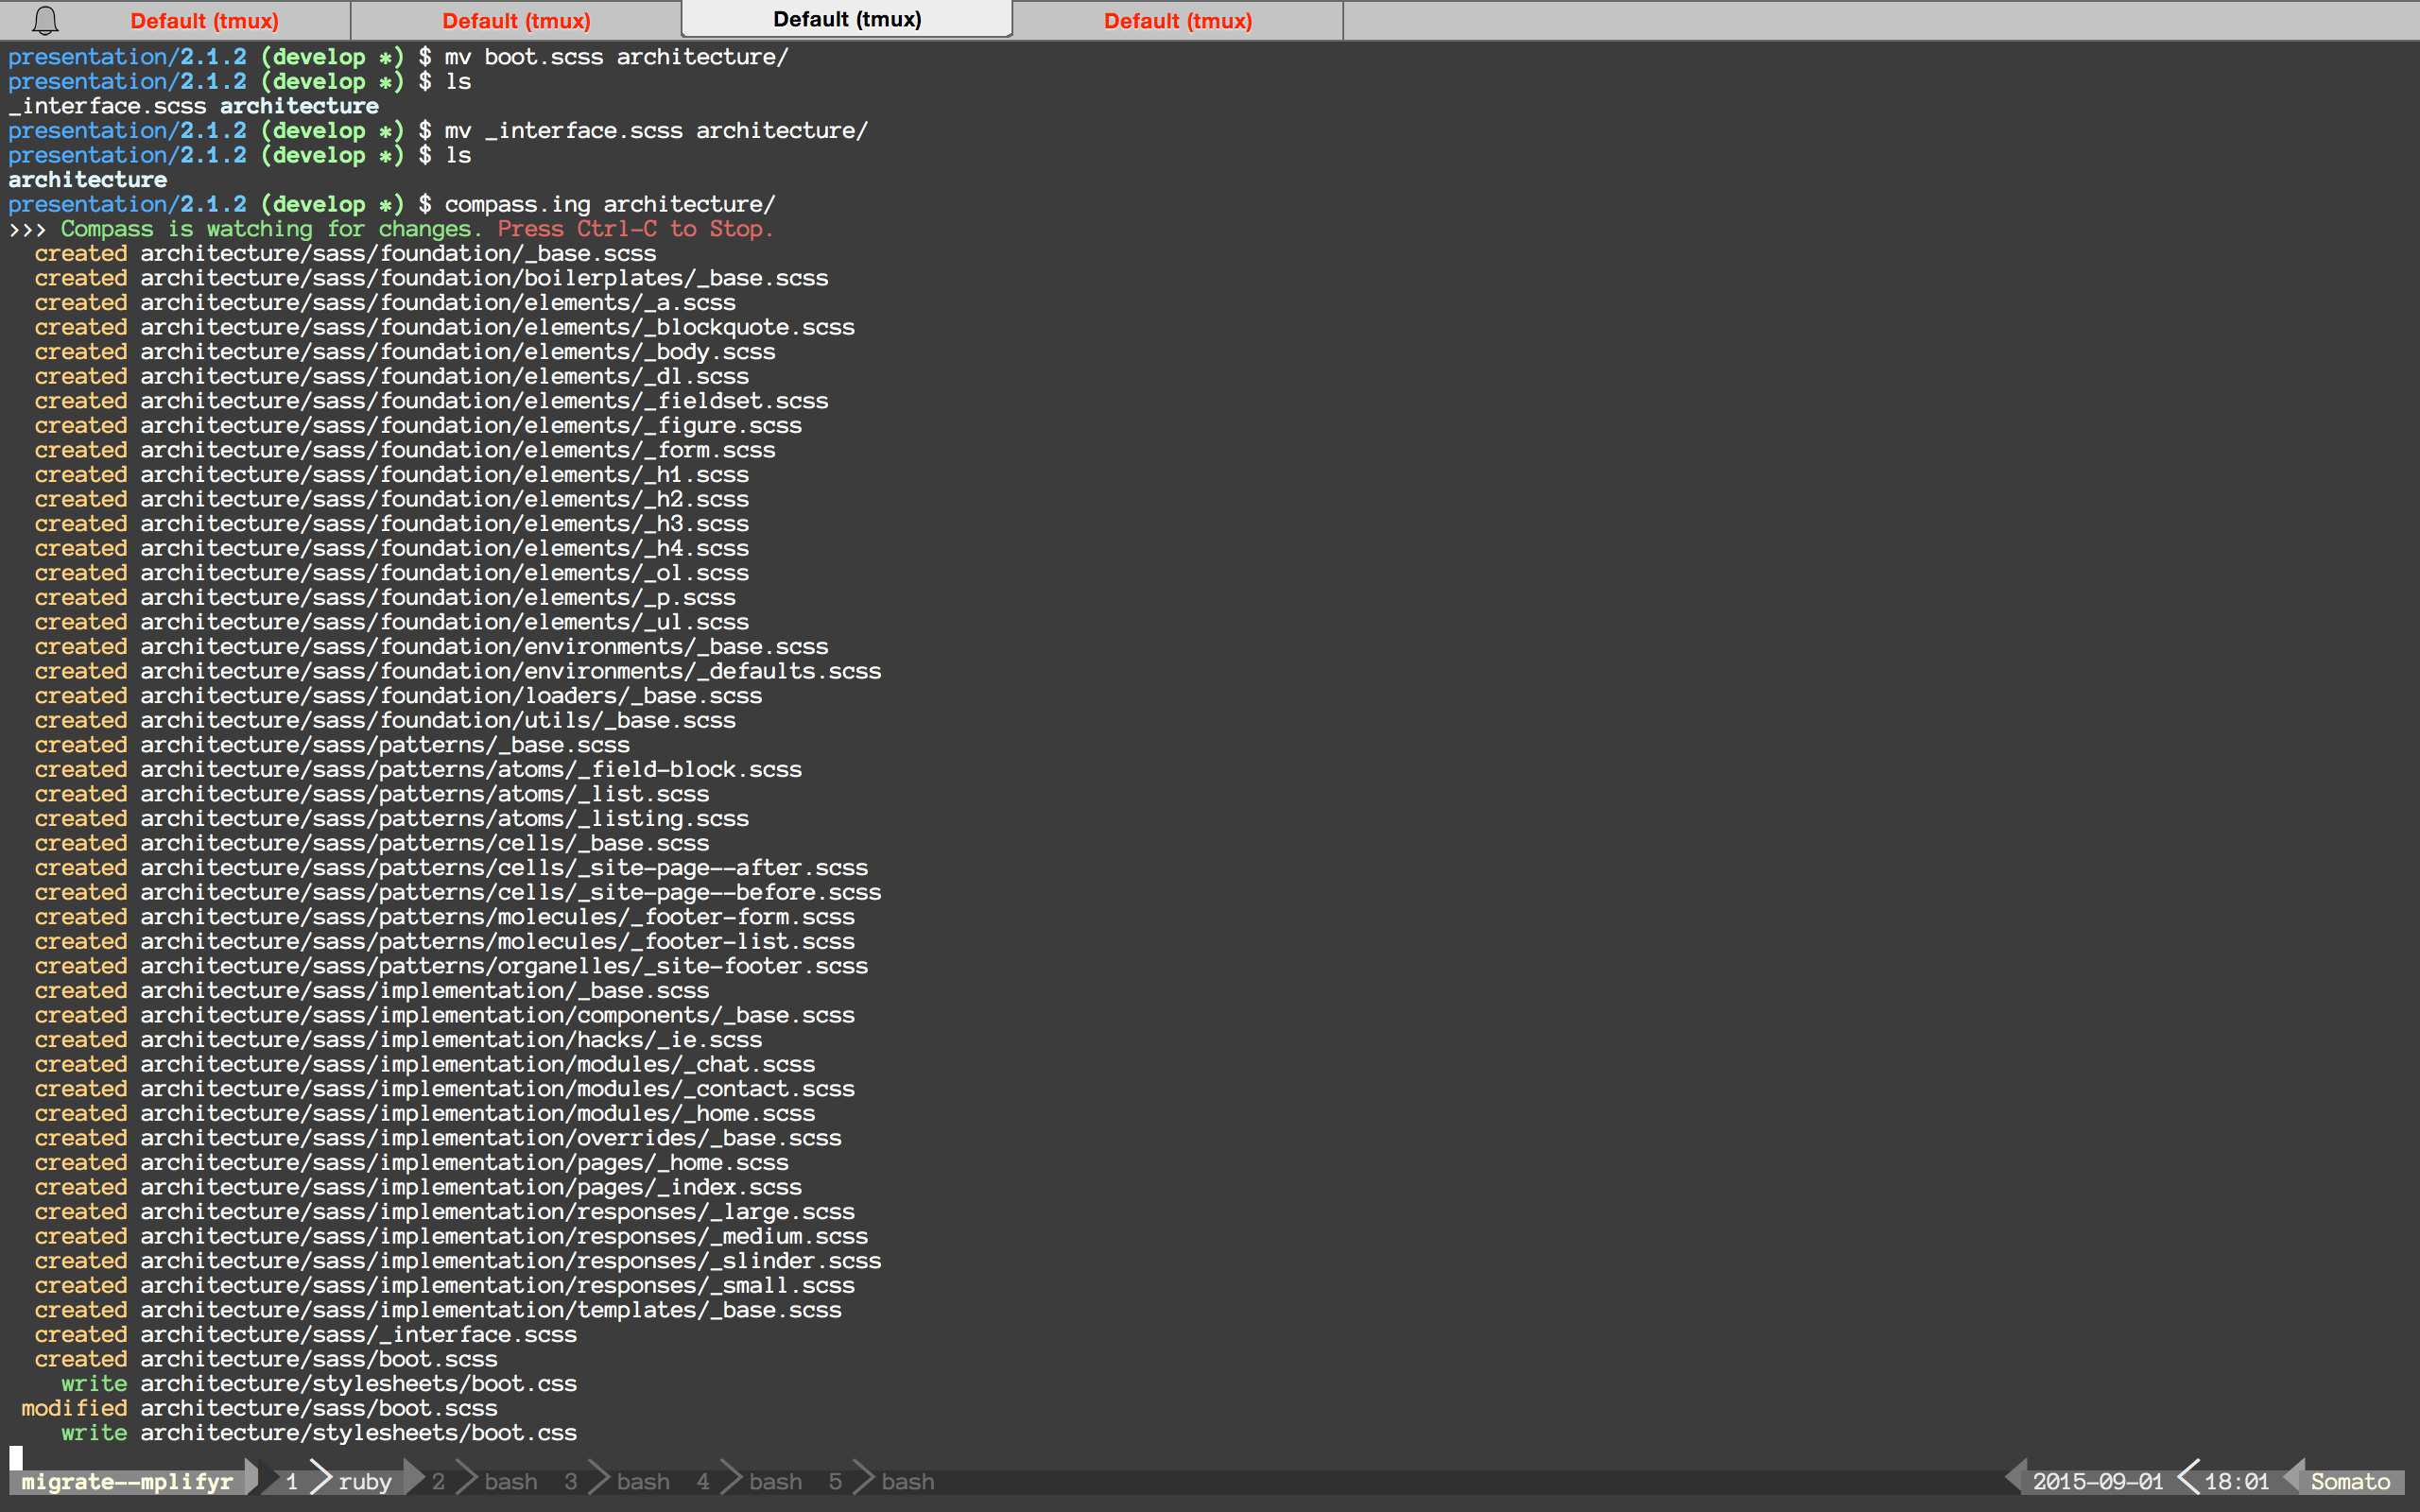 Default (tmux) Default (tmux) Default (tmux) Default (tmux)
presentation/2.1.2 (develop *) $ mv boot.scss architecture/
presentation/2.1.2 (develop *) $ ls
_interface.scss architecture
presentation/2.1.2 (develop *) $ mv _interface.scss architecture/
presentation/2.1.2 (develop *) $ ls
architecture
presentation/2.1.2 (develop *) $ compass.ing architecture/
>>> Compass is watching for changes. Press Ctrl-C to Stop.
created architecture/sass/foundation/_base.scss
created architecture/sass/foundation/boilerplates/_base.scss
created architecture/sass/foundation/elements/_a.scss
created architecture/sass/foundation/elements/_blockquote.scss
created architecture/sass/foundation/elements/_body.scss
created architecture/sass/foundation/elements/_dl.scss
created architecture/sass/foundation/elements/_fieldset.scss
created architecture/sass/foundation/elements/_figure.scss
created architecture/sass/foundation/elements/_form.scss
created architecture/sass/foundation/elements/_h1.scss
created architecture/sass/foundation/elements/_h2.scss
created architecture/sass/foundation/elements/_h3.scss
created architecture/sass/foundation/elements/_h4.scss
created architecture/sass/foundation/elements/_ol.scss
created architecture/sass/foundation/elements/_p.scss
created architecture/sass/foundation/elements/_ul.scss
created architecture/sass/foundation/environments/_base.scss
created architecture/sass/foundation/environments/_defaults.scss
created architecture/sass/foundation/loaders/_base.scss
created architecture/sass/foundation/utils/_base.scss
created architecture/sass/patterns/_base.scss
created architecture/sass/patterns/atoms/_field-block.scss
created architecture/sass/patterns/atoms/_list.scss
created architecture/sass/patterns/atoms/_listing.scss
created architecture/sass/patterns/cells/_base.scss
created architecture/sass/patterns/cells/_site-page--after.scss
created architecture/sass/patterns/cells/_site-page--before.scss
created architecture/sass/patterns/molecules/_footer-form.scss
created architecture/sass/patterns/molecules/_footer-list.scss
created architecture/sass/patterns/organelles/_site-footer.scss
created architecture/sass/implementation/_base.scss
created architecture/sass/implementation/components/_base.scss
created architecture/sass/implementation/hacks/_ie.scss
created architecture/sass/implementation/modules/_chat.scss
created architecture/sass/implementation/modules/_contact.scss
created architecture/sass/implementation/modules/_home.scss
created architecture/sass/implementation/overrides/_base.scss
created architecture/sass/implementation/pages/_home.scss
created architecture/sass/implementation/pages/_index.scss
created architecture/sass/implementation/responses/_large.scss
created architecture/sass/implementation/responses/_medium.scss
created architecture/sass/implementation/responses/_slinder.scss
created architecture/sass/implementation/responses/_small.scss
created architecture/sass/implementation/templates/_base.scss
created architecture/sass/_interface.scss
created architecture/sass/boot.scss
write architecture/stylesheets/boot.css
modified architecture/sass/boot.scss
write architecture/stylesheets/boot.css
migrate--mplifyr 1 ruby 2 bash 3 bash 4 bash 5 bash 2015-09-01 18:01 Somato